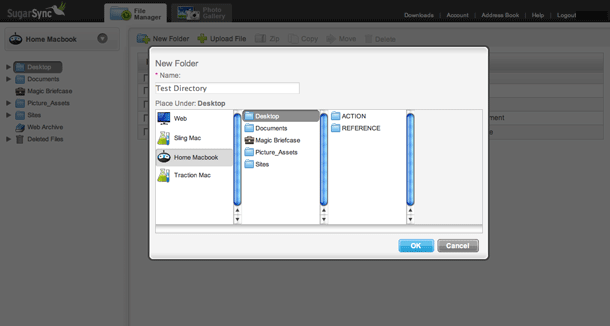 SugarSync
File Manager
Photo Gallery
Downloads | Account | Address Book | Help | Logout
Home Macbook
New Folder Upload File Zip Copy Move Delete
Desktop
Documents
Magic Briefcase
Picture_Assets
Sites
Web Archive
Deleted Files
New Folder
* Name:
Test Directory
Place Under: Desktop
Web
Sling Mac
Home Macbook
Traction Mac
Desktop
Documents
Magic Briefcase
Picture_Assets
Sites
ACTION
REFERENCE
OK Cancel